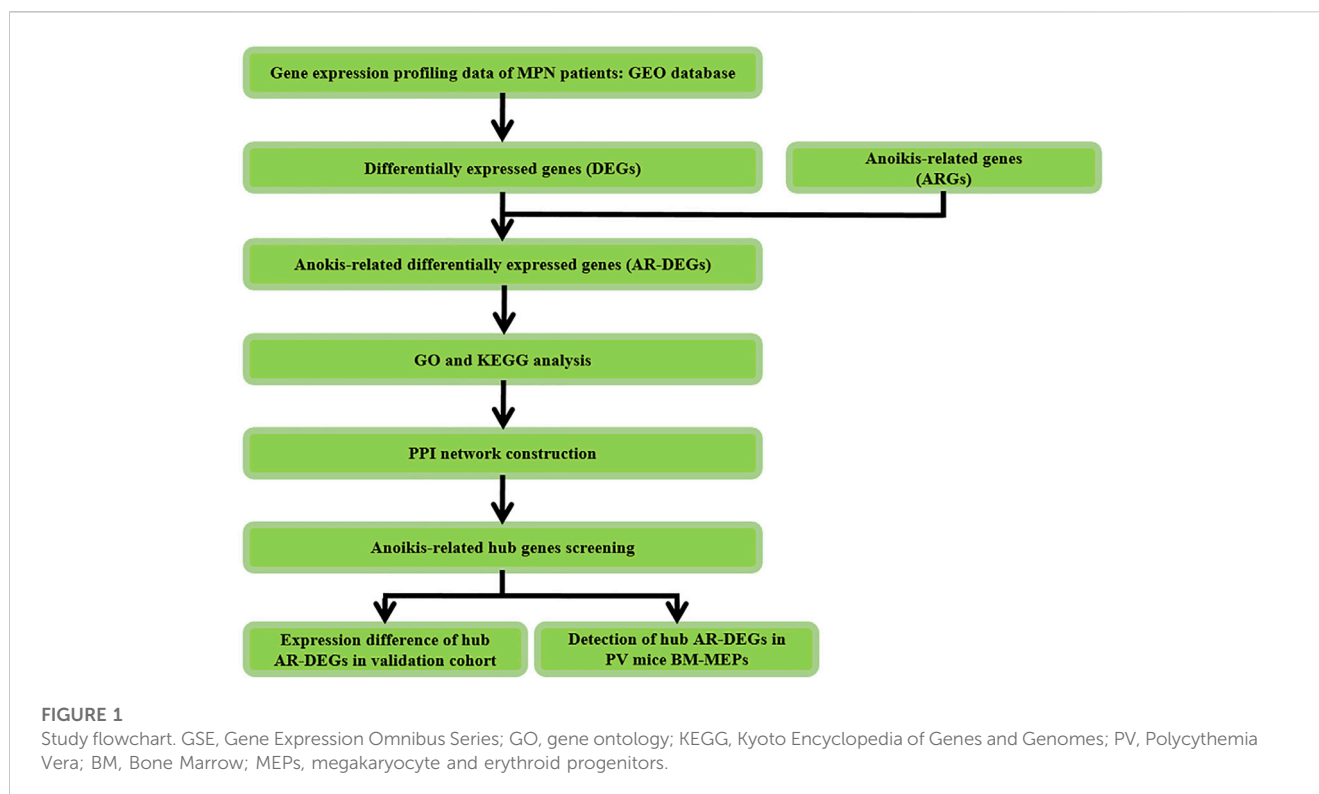 Gene expression profiling data of MPN patients: GEO database
Differentially expressed genes (DEGs)
Anoikis-related genes
(ARGs)
Anokis-related differentially expressed genes (AR-DEGs)
GO and KEGG analysis
PPI network construction
Anoikis-related hub genes screening
Expression difference of hub
AR-DEGs in validation cohort
Detection of hub AR-DEGs in
PV mice BM-MEPs
FIGURE 1
Study flowchart. GSE, Gene Expression Omnibus Series; GO, gene ontology; KEGG, Kyoto Encyclopedia of Genes and Genomes; PV, Polycythemia
Vera; BM, Bone Marrow; MEPs, megakaryocyte and erythroid progenitors.